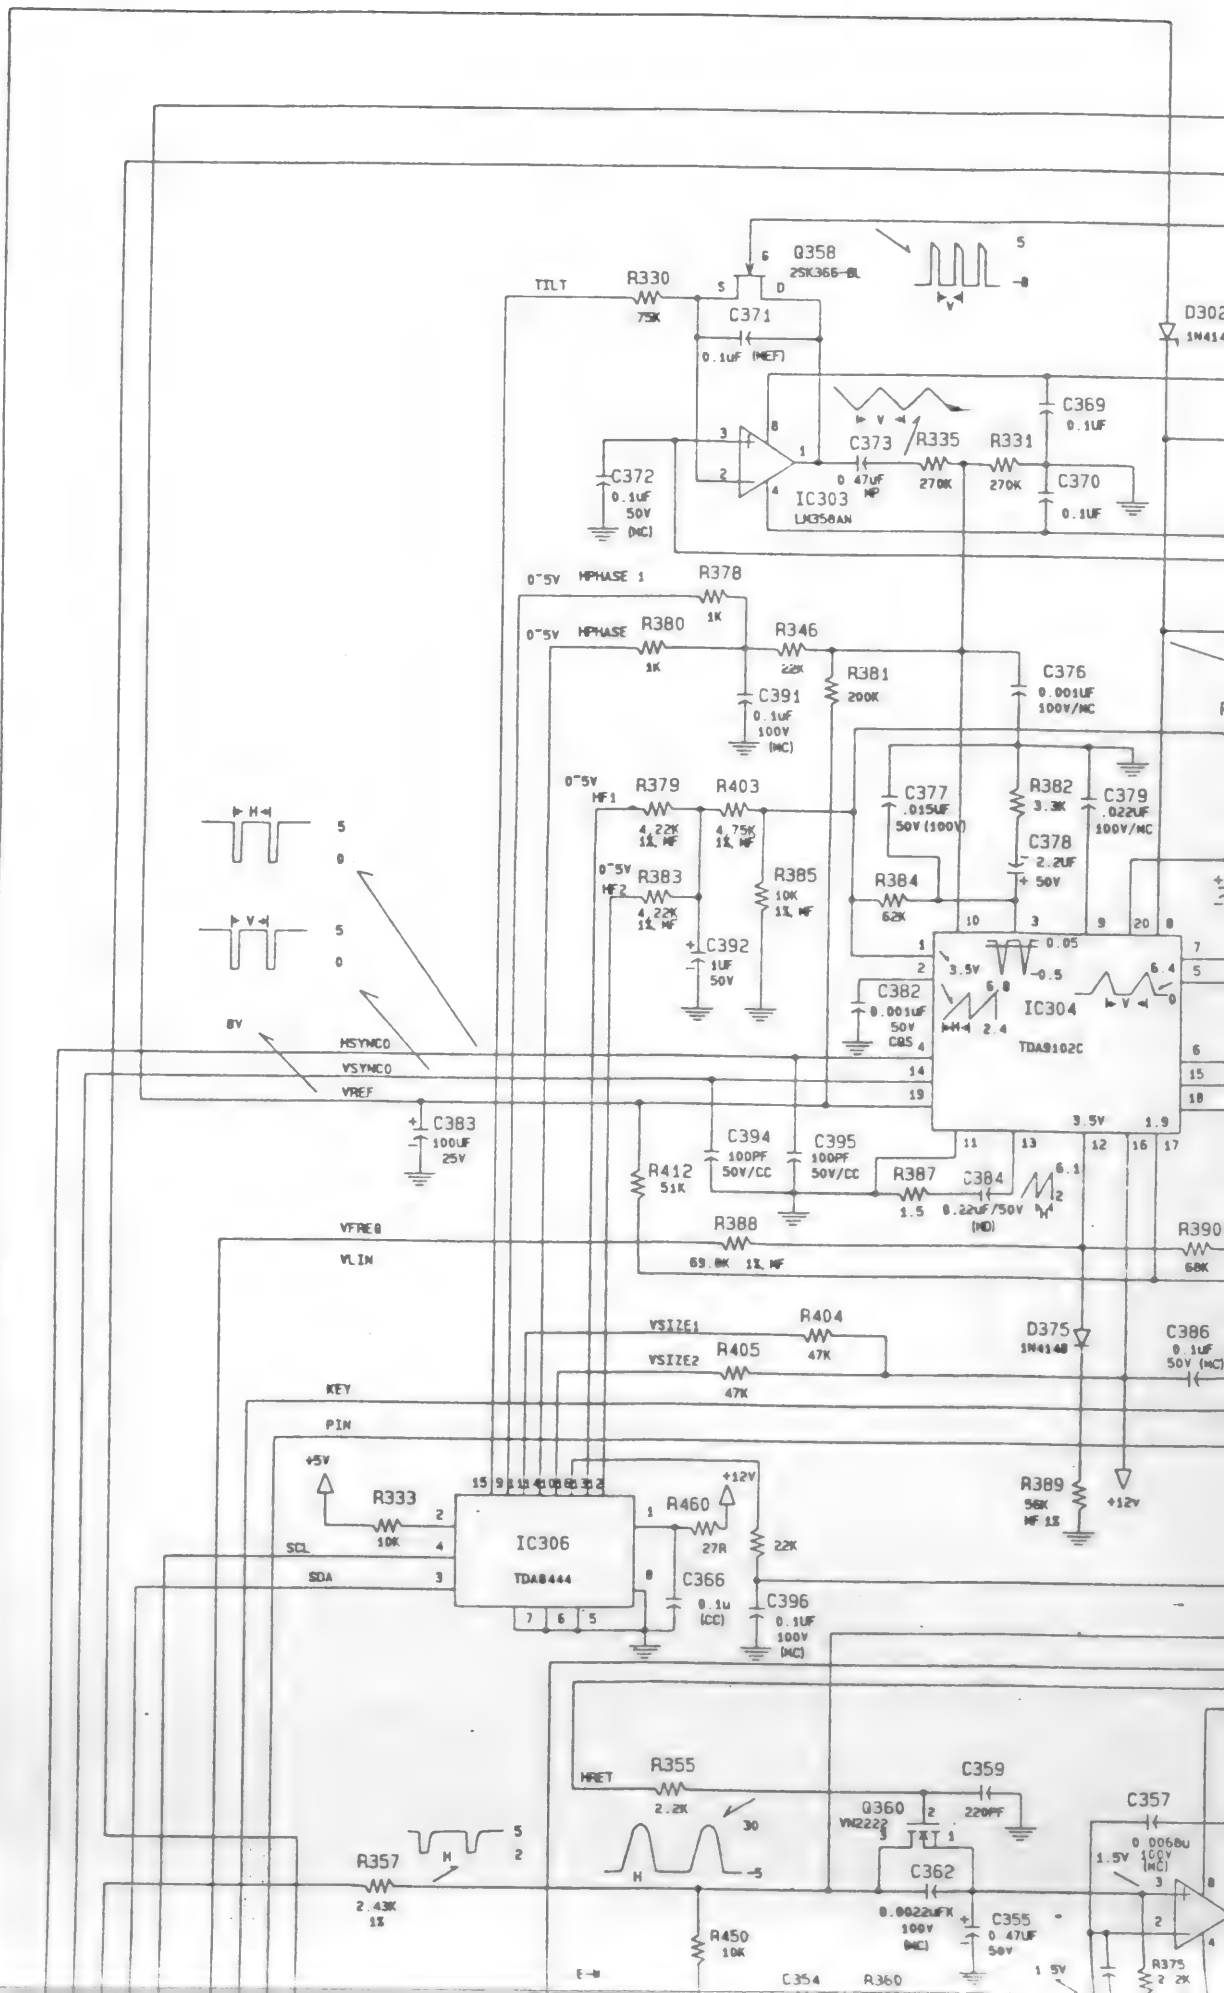 G
Q358
2SK366-BL
5
-8
V
S
D
TILT
R330
75K
C371
0.1uF (MEF)
D302
1N414
V
C369
0.1UF
3
8
1
2
4
C373
0.47uF
MP
R335
270K
R331
270K
C372
0.1UF
50V
(MC)
IC303
LM358AN
C370
0.1UF
0~5V
HPHASE 1
R378
1K
0~5V
HPHASE
R380
1K
R346
22K
R381
200K
C376
0.001UF
100V/MC
C391
0.1uF
100V
(MC)
0~5V
HF1
R379
4.22K
1%, MF
R403
4.75K
1%, MF
C377
.015UF
50V(100V)
R382
3.3K
C379
.022UF
100V/MC
H
5
0
0~5V
HF2
R383
4.22K
1%, MF
R385
10K
1%, MF
C378
2.2UF
50V
R384
62K
V
5
0
10
3
9
20
8
C392
1UF
50V
1
2
3.5V
0.05
-0.5
6.4
0
V
7
5
C382
0.001uF
50V
COS
6.8
2.4
H
IC304
TDA9102C
8V
HSYNCO
4
6
VSYNCO
14
15
VREF
19
18
3.5V
1.9
11
13
12
16
17
C383
100UF
25V
C394
100PF
50V/CC
C395
100PF
50V/CC
R412
51K
R387
1.5
C384
0.22uF/50V
(MD)
6.1
2
H
VFREQ
R388
69.8K 1%, MF
R390
68K
VLIN
VSIZE1
R404
47K
D375
1N4148
C386
0.1uF
50V (MC)
VSIZE2
R405
47K
KEY
PIN
+5V
15
9
11
4
10
16
13
12
+12V
R389
56K
MF 1%
+12V
R333
10K
2
1
R460
27R
22K
IC306
TDA8444
SCL
4
SDA
3
8
C366
0.1u
(CC)
C396
0.1UF
100V
(MC)
7
6
5
HRET
R355
2.2K
C359
220PF
Q360
VN2222
2
3
1
C357
0.0068u
100V
(MC)
5
2
H
30
-5
H
R357
2.43K
1%
C362
0.0022uFK
100V
(MC)
1.5V
3
8
2
4
C355
0.47UF
50V
R450
10K
1.5V
R375
2.2K
E-W
C354
R360